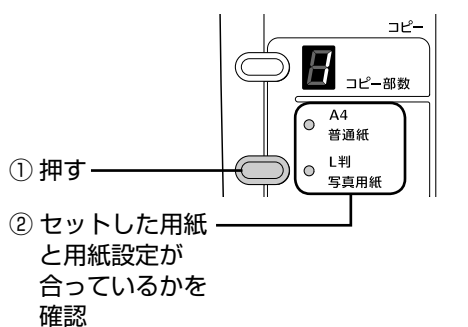 コピー
1
コピー部数
A4
普通紙
L判
写真用紙
① 押す
② セットした用紙
と用紙設定が
合っているかを
確認